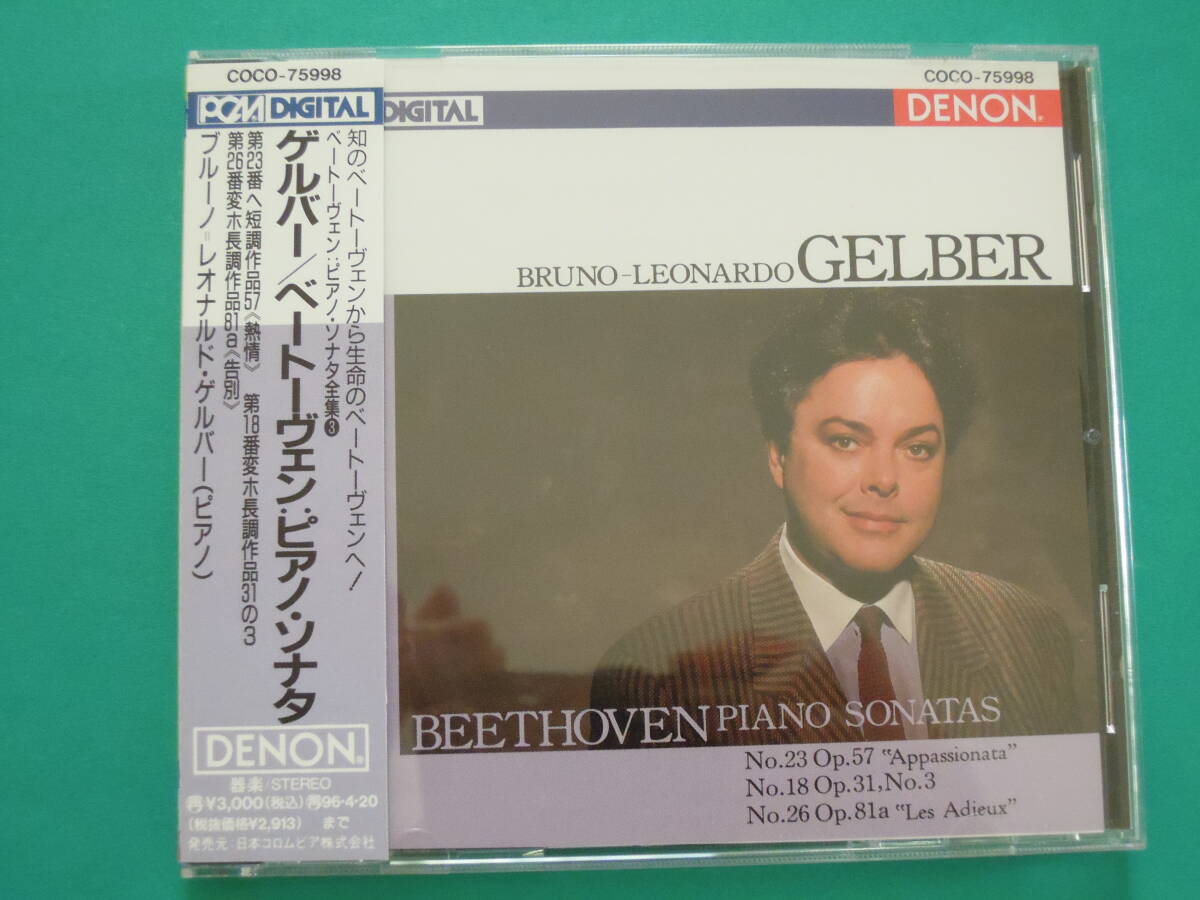 COCO-75998
PCM DIGITAL
知のベートーヴェンから生命のベートーヴェンへ!
ベートーヴェン:ピアノ・ソナタ全集❸
ゲルバー/ベートーヴェン:ピアノ・ソナタ
第23番ヘ短調作品57《熱情》 第18番変ホ長調作品31の3
第26番変ホ長調作品81a《告別》
ブルーノ=レオナルド・ゲルバー(ピアノ)
DENON®
器楽/STEREO
再¥3,000(税込)再96・4・20
(税抜価格¥2,913) まで
発売元:日本コロムビア株式会社
COCO-75998
DIGITAL
DENON®
BRUNO-LEONARDO GELBER
BEETHOVEN PIANO SONATAS
No.23 Op.57 "Appassionata"
No.18 Op.31, No.3
No.26 Op.81a "Les Adieux"